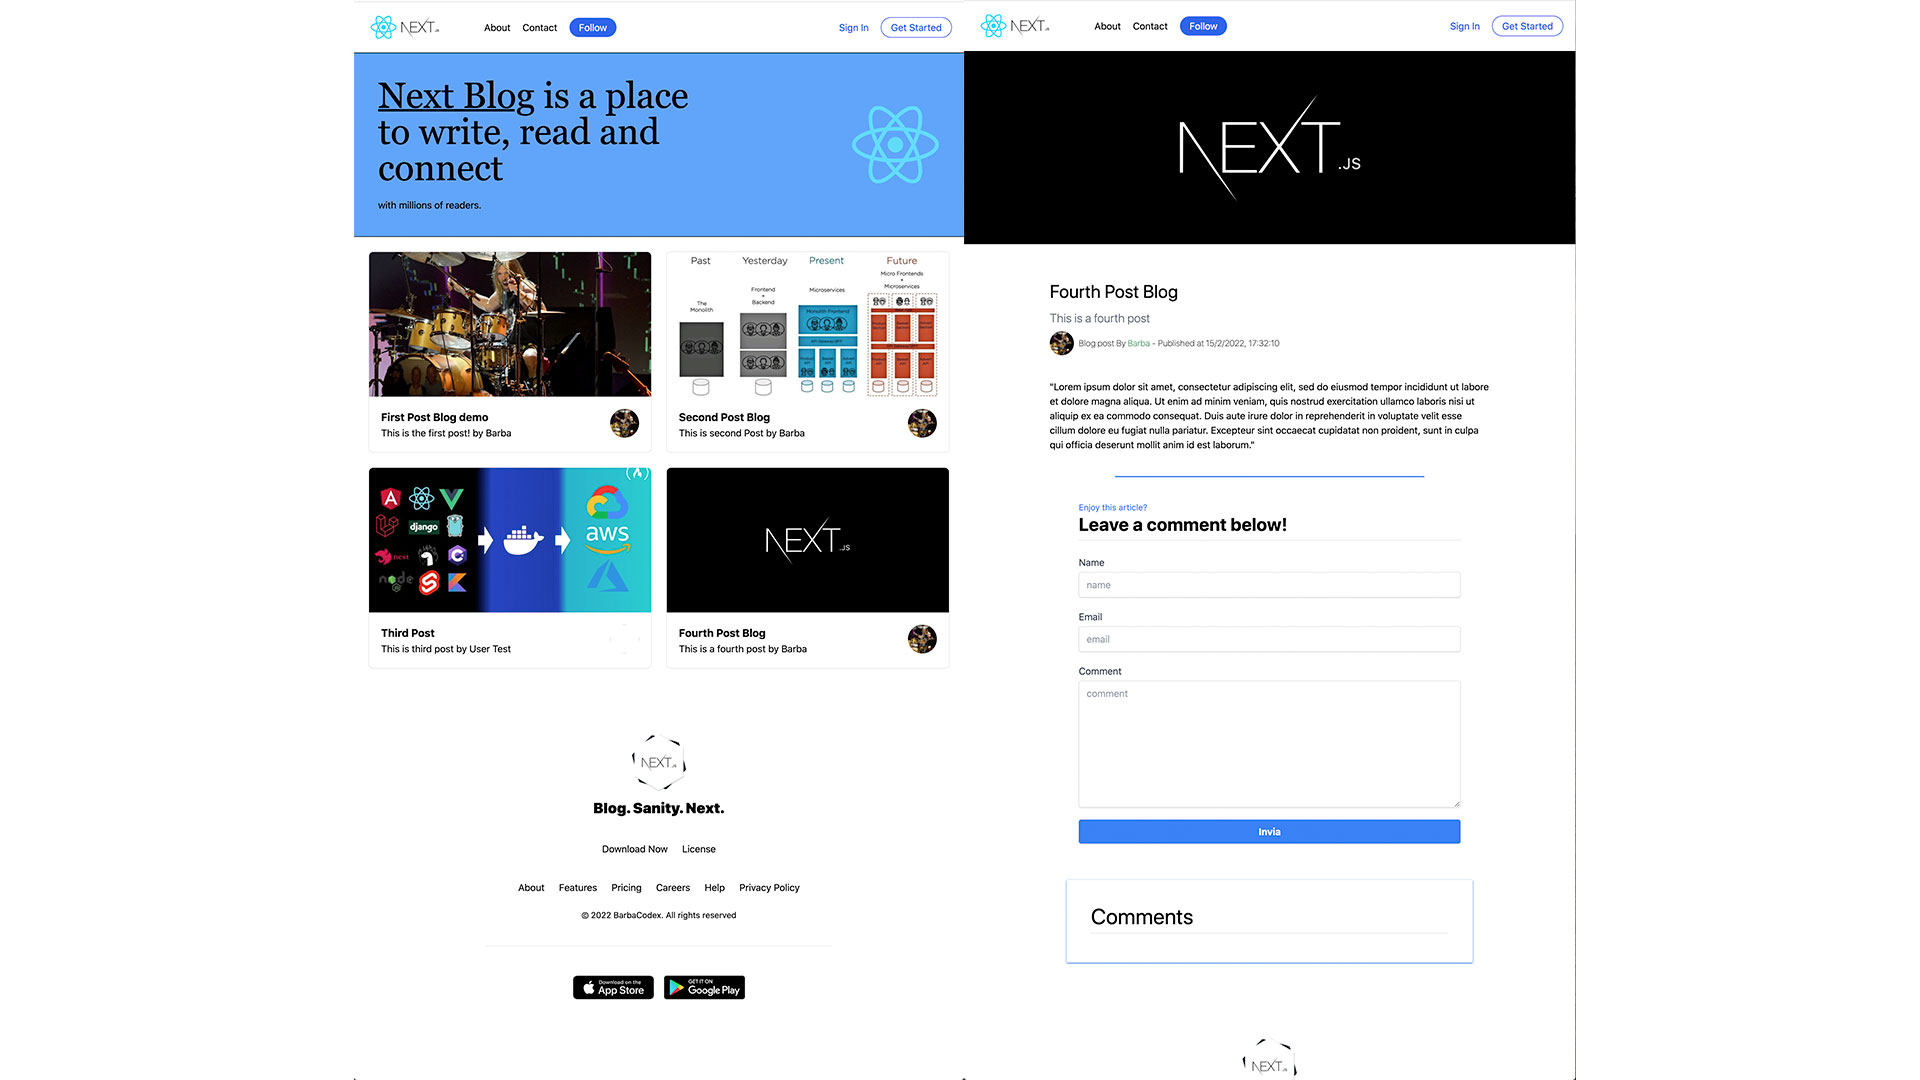 NEXT.JS
About Contact Follow
Sign In Get Started
Next Blog is a place
to write, read and
connect
with millions of readers.
Past Yesterday Present Future
Micro Frontends
+
Microservices
Frontend
+
Backend
Microservices
The
Monolith
Monolith Frontend
First Post Blog demo
This is the first post! by Barba
Second Post Blog
This is second Post by Barba
django
nest
node
aws
NEXT.JS
Third Post
This is third post by User Test
Fourth Post Blog
This is a fourth post by Barba
NEXT.JS
Blog. Sanity. Next.
Download Now License
About Features Pricing Careers Help Privacy Policy
© 2022 BarbaCodex. All rights reserved
Download on the
App Store
GET IT ON
Google Play
NEXT.JS
About Contact Follow
Sign In Get Started
NEXT.JS
Fourth Post Blog
This is a fourth post
Blog post By Barba - Published at 15/2/2022, 17:32:10
"Lorem ipsum dolor sit amet, consectetur adipiscing elit, sed do eiusmod tempor incididunt ut labore
et dolore magna aliqua. Ut enim ad minim veniam, quis nostrud exercitation ullamco laboris nisi ut
aliquip ex ea commodo consequat. Duis aute irure dolor in reprehenderit in voluptate velit esse
cillum dolore eu fugiat nulla pariatur. Excepteur sint occaecat cupidatat non proident, sunt in culpa
qui officia deserunt mollit anim id est laborum."
Enjoy this article?
Leave a comment below!
Name
name
Email
email
Comment
comment
Invia
Comments
NEXT.JS